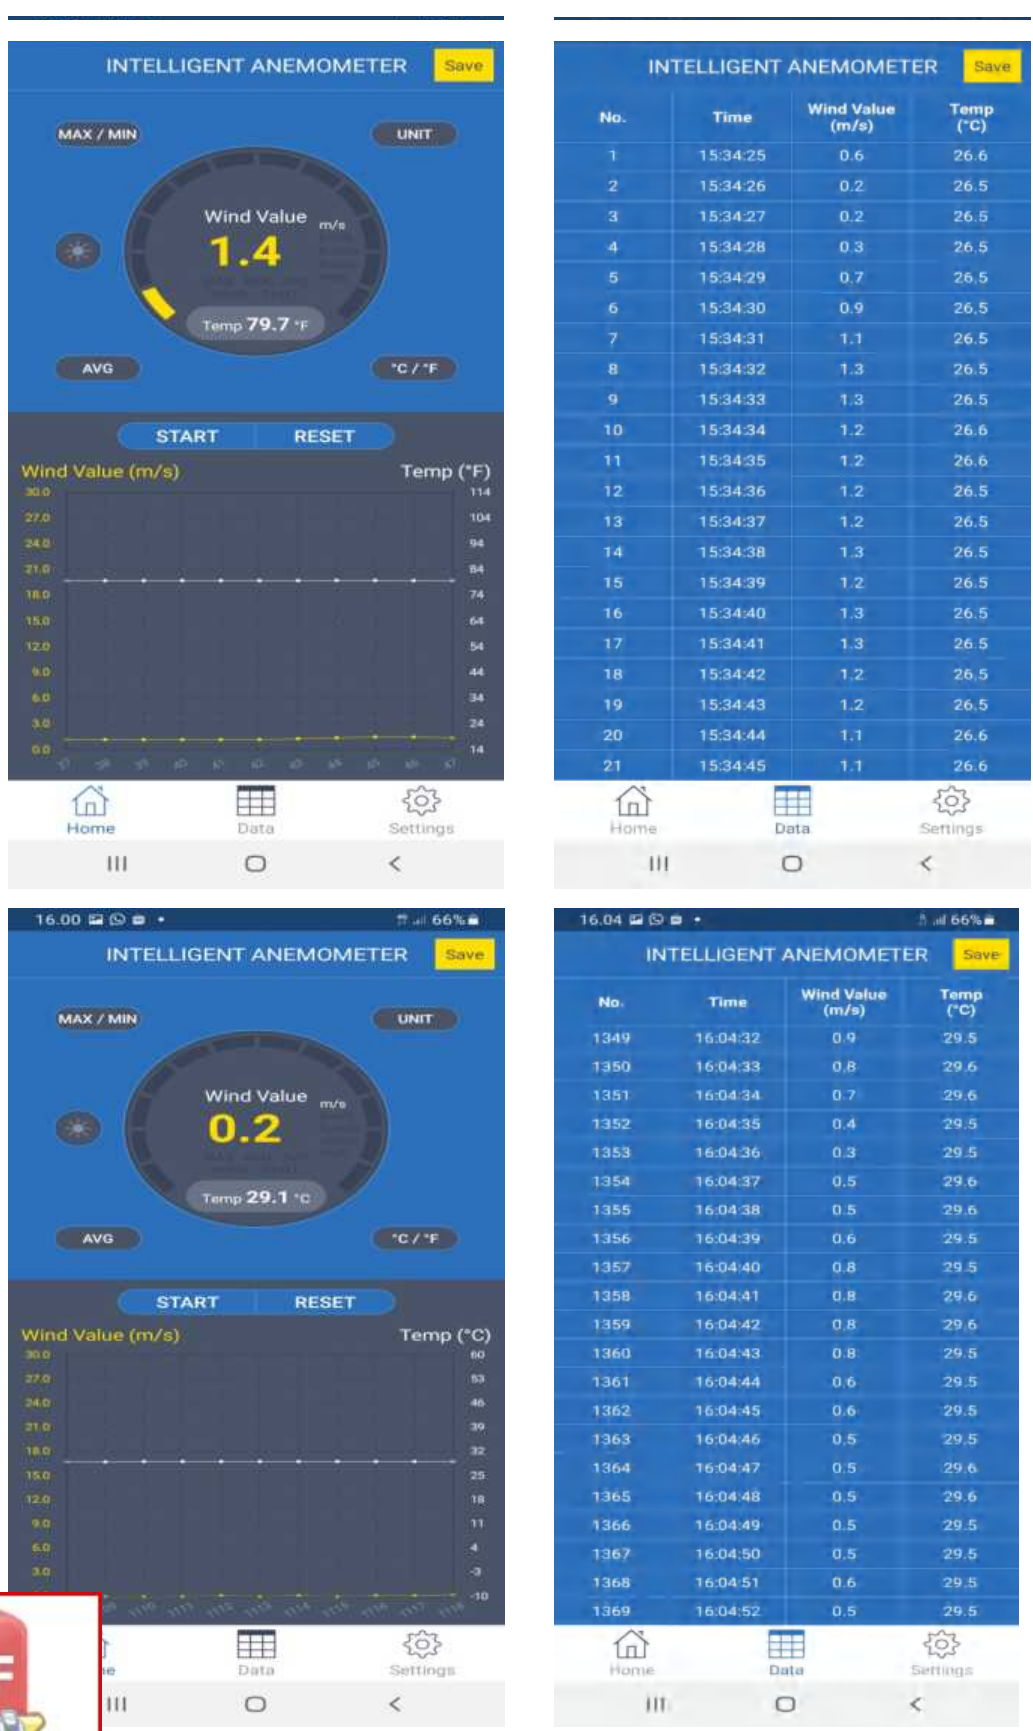 INTELLIGENT ANEMOMETER Save
MAX / MIN UNIT
Wind Value m/s
1.4
Temp 79.7 °F
AVG °C / °F
START RESET
Wind Value (m/s) Temp (°F)
30.0 114
27.0 104
24.0 94
21.0 84
18.0 74
15.0 64
12.0 54
9.0 44
6.0 34
3.0 24
0.0 14
37 38 39 40 41 42 43 44 45 46 47
Home Data Settings
INTELLIGENT ANEMOMETER Save
No. Time Wind Value (m/s) Temp (°C)
1 15:34:25 0.6 26.6
2 15:34:26 0.2 26.5
3 15:34:27 0.2 26.5
4 15:34:28 0.3 26.5
5 15:34:29 0.7 26.5
6 15:34:30 0.9 26.5
7 15:34:31 1.1 26.5
8 15:34:32 1.3 26.5
9 15:34:33 1.3 26.5
10 15:34:34 1.2 26.6
11 15:34:35 1.2 26.6
12 15:34:36 1.2 26.5
13 15:34:37 1.2 26.5
14 15:34:38 1.3 26.5
15 15:34:39 1.2 26.5
16 15:34:40 1.3 26.5
17 15:34:41 1.3 26.5
18 15:34:42 1.2 26.5
19 15:34:43 1.2 26.5
20 15:34:44 1.1 26.6
21 15:34:45 1.1 26.6
Home Data Settings
16.00 66%
INTELLIGENT ANEMOMETER Save
MAX / MIN UNIT
Wind Value m/s
0.2
Temp 29.1 °C
AVG °C / °F
START RESET
Wind Value (m/s) Temp (°C)
30.0 60
27.0 53
24.0 46
21.0 39
18.0 32
15.0 25
12.0 18
9.0 11
6.0 4
3.0 -3
-10
09 1110 1111 1112 1113 1114 1115 1116 1117 1118
Data Settings
16.04 66%
INTELLIGENT ANEMOMETER Save
No. Time Wind Value (m/s) Temp (°C)
1349 16:04:32 0.9 29.5
1350 16:04:33 0.8 29.6
1351 16:04:34 0.7 29.6
1352 16:04:35 0.4 29.5
1353 16:04:36 0.3 29.5
1354 16:04:37 0.5 29.6
1355 16:04:38 0.5 29.6
1356 16:04:39 0.6 29.5
1357 16:04:40 0.8 29.5
1358 16:04:41 0.8 29.6
1359 16:04:42 0.8 29.6
1360 16:04:43 0.8 29.5
1361 16:04:44 0.6 29.5
1362 16:04:45 0.6 29.5
1363 16:04:46 0.5 29.5
1364 16:04:47 0.5 29.6
1365 16:04:48 0.5 29.6
1366 16:04:49 0.5 29.5
1367 16:04:50 0.5 29.5
1368 16:04:51 0.6 29.5
1369 16:04:52 0.5 29.5
Home Data Settings